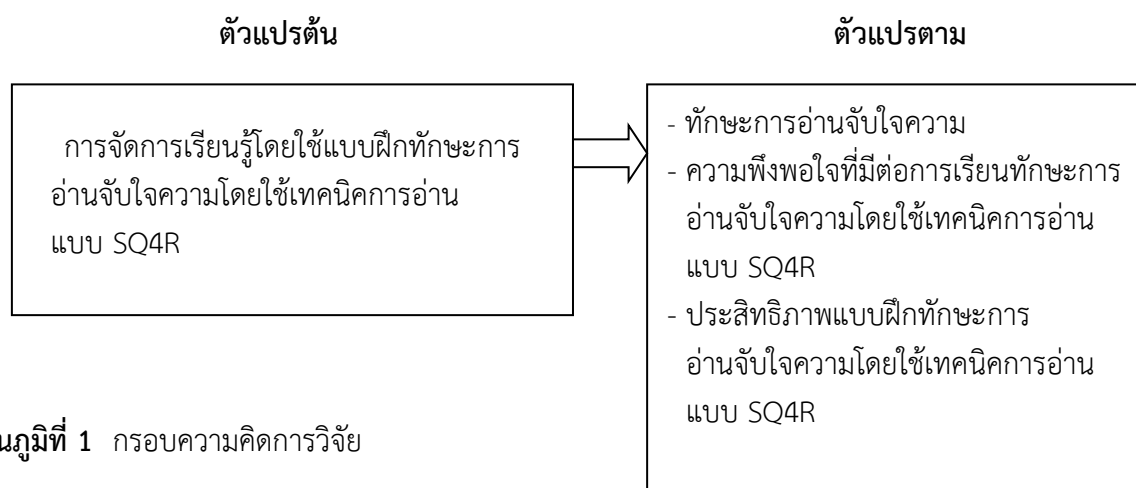 ตัวแปรต้น
การจัดการเรียนรู้โดยใช้แบบฝึกทักษะการ
อ่านจับใจความโดยใช้เทคนิคการอ่าน
แบบ SQ4R
ตัวแปรตาม
- ทักษะการอ่านจับใจความ
- ความพึงพอใจที่มีต่อการเรียนทักษะการ
อ่านจับใจความโดยใช้เทคนิคการอ่าน
แบบ SQ4R
- ประสิทธิภาพแบบฝึกทักษะการ
อ่านจับใจความโดยใช้เทคนิคการอ่าน
แบบ SQ4R
นภูมิที่ 1 กรอบความคิดการวิจัย